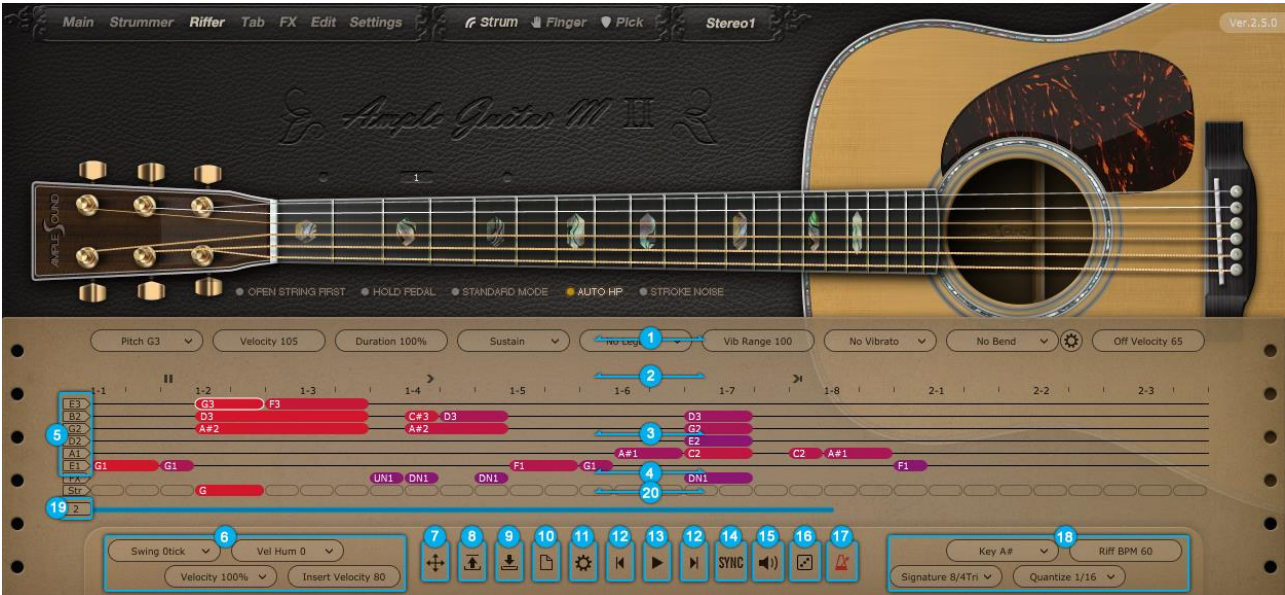 Main Strummer Riffer Tab FX Edit Settings Strum Finger Pick Stereo1 Ver.2.5.0
Ample Guitar M II
1
AMPLE SOUND
OPEN STRING FIRST HOLD PEDAL STANDARD MODE AUTO HP STROKE NOISE
Pitch G3 Velocity 105 Duration 100% Sustain 1 Vib Range 100 No Vibrato No Bend Off Velocity 65
2
1-1 1-2 1-3 1-4 1-5 1-6 1-7 1-8 2-1 2-2 2-3
E3 G3 F3
B2 D3 C#3 D3 D3
5 G2 A#2 A#2 3 G2
D2 E2
A1 A#1 C2 C2 A#1
E1 G1 G1 F1 G1 F1
FX UN1 DN1 DN1 4 DN1
Str G 20
19 2
6 7 8 9 10 11 12 13 12 14 15 16 17 18
Swing 0tick Vel Hum 0 SYNC Key A# Riff BPM 60
Velocity 100% Insert Velocity 80 Signature 8/4Tri Quantize 1/16